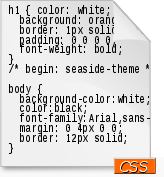 h1 { color: white;
background: orang
border: 1px solid
padding: 0 0 0 0
font-weight: bold;
}
/* begin: seaside-theme *
body {
background-color:white;
color:black;
font-family:Arial,sans-
margin: 0 4px 0 0;
border: 12px solid;
}
CSS